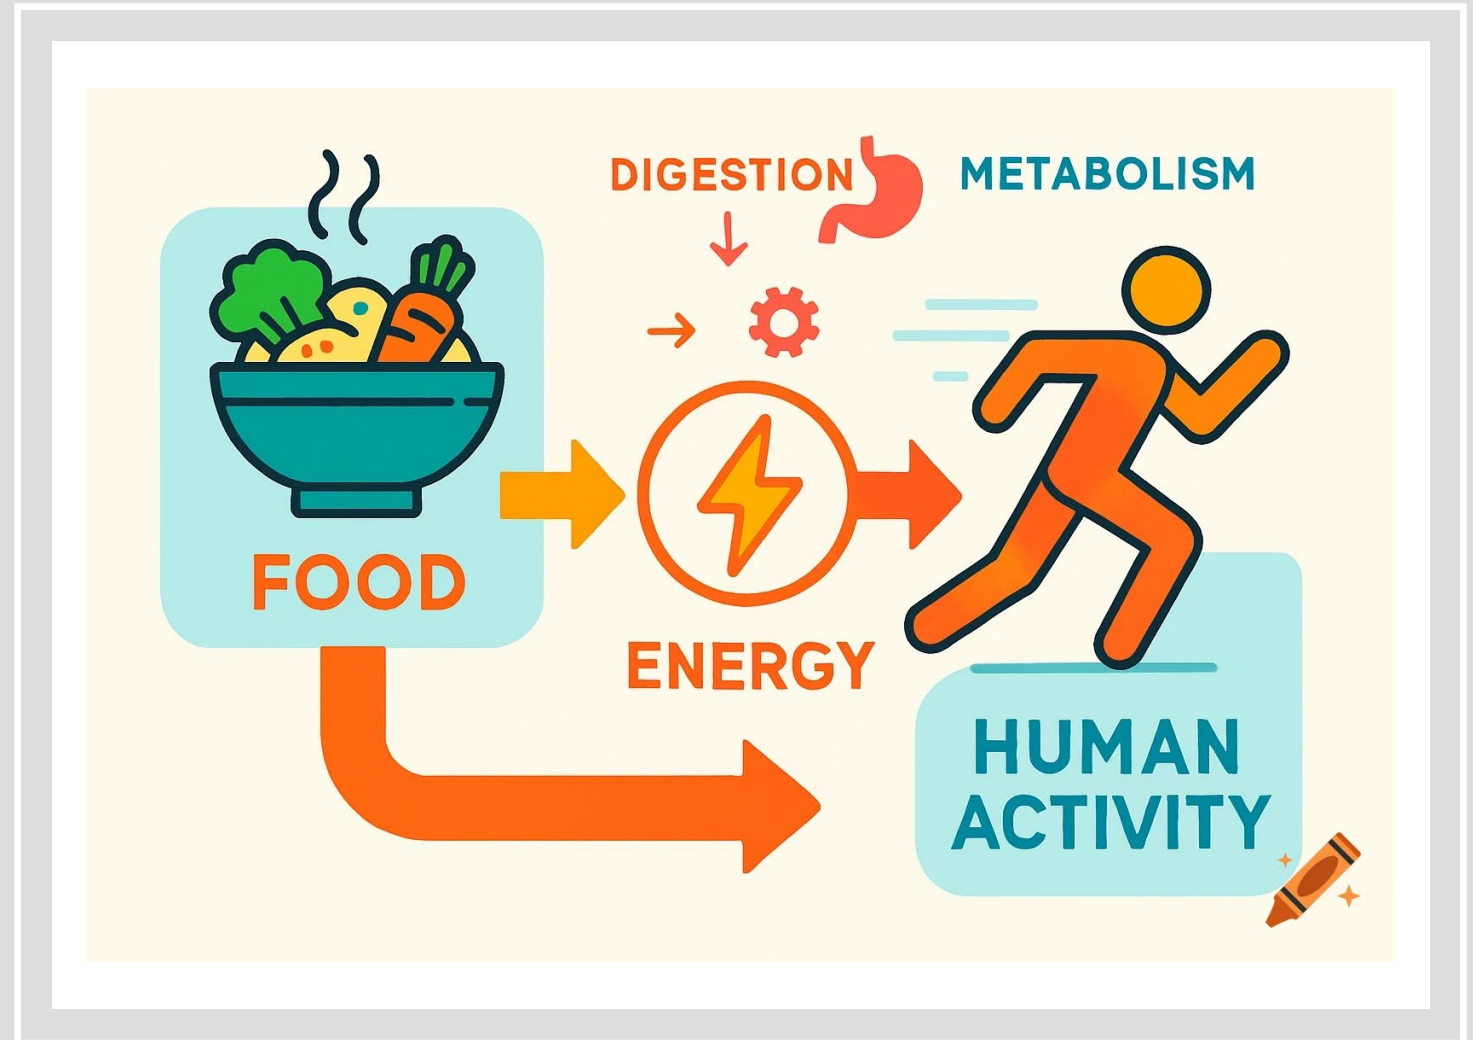 DIGESTION
METABOLISM
FOOD
ENERGY
HUMAN
ACTIVITY